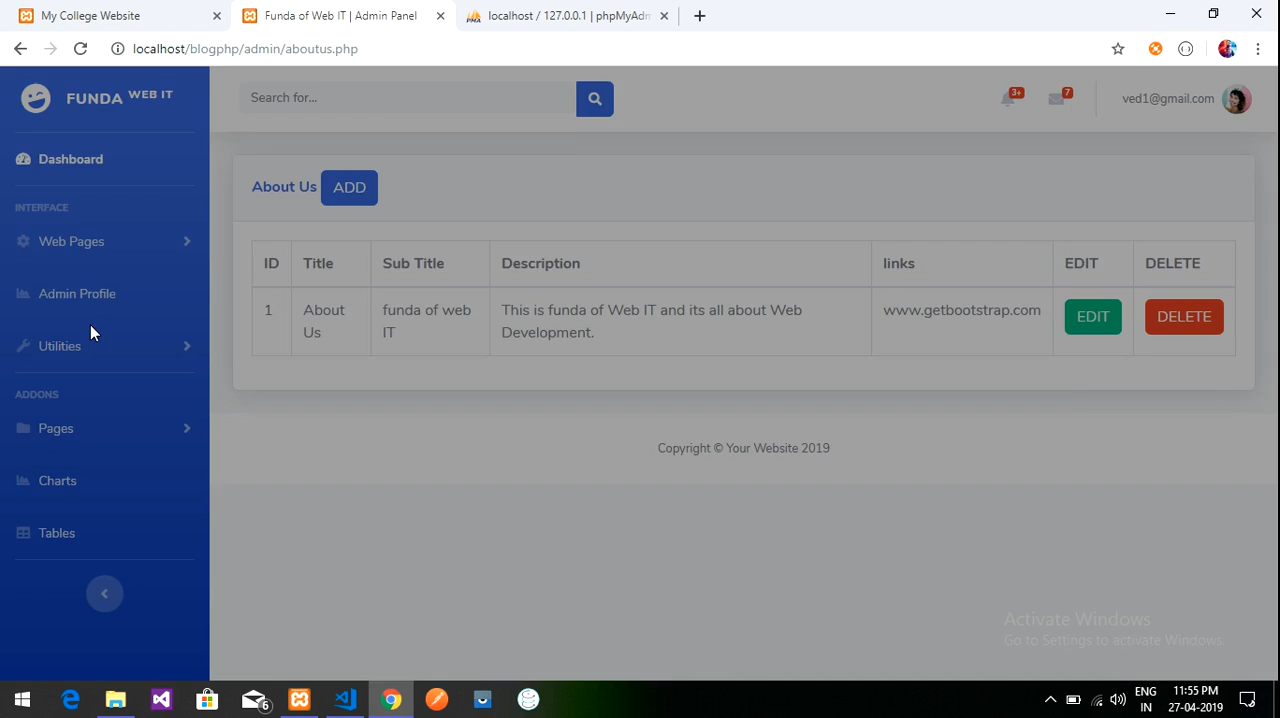 My College Website
Funda of Web IT | Admin Panel
localhost / 127.0.0.1 | phpMyAdm
localhost/blogphp/admin/aboutus.php
FUNDA WEB IT
Search for...
3+
7
ved1@gmail.com
Dashboard
INTERFACE
Web Pages
Admin Profile
Utilities
ADDONS
Pages
Charts
Tables
About Us ADD
ID Title Sub Title Description links EDIT DELETE
1 About funda of web This is funda of Web IT and its all about Web www.getbootstrap.com EDIT DELETE
Us IT Development.
Copyright © Your Website 2019
Activate Windows
Go to Settings to activate Windows.
6
ENG
IN
11:55 PM
27-04-2019